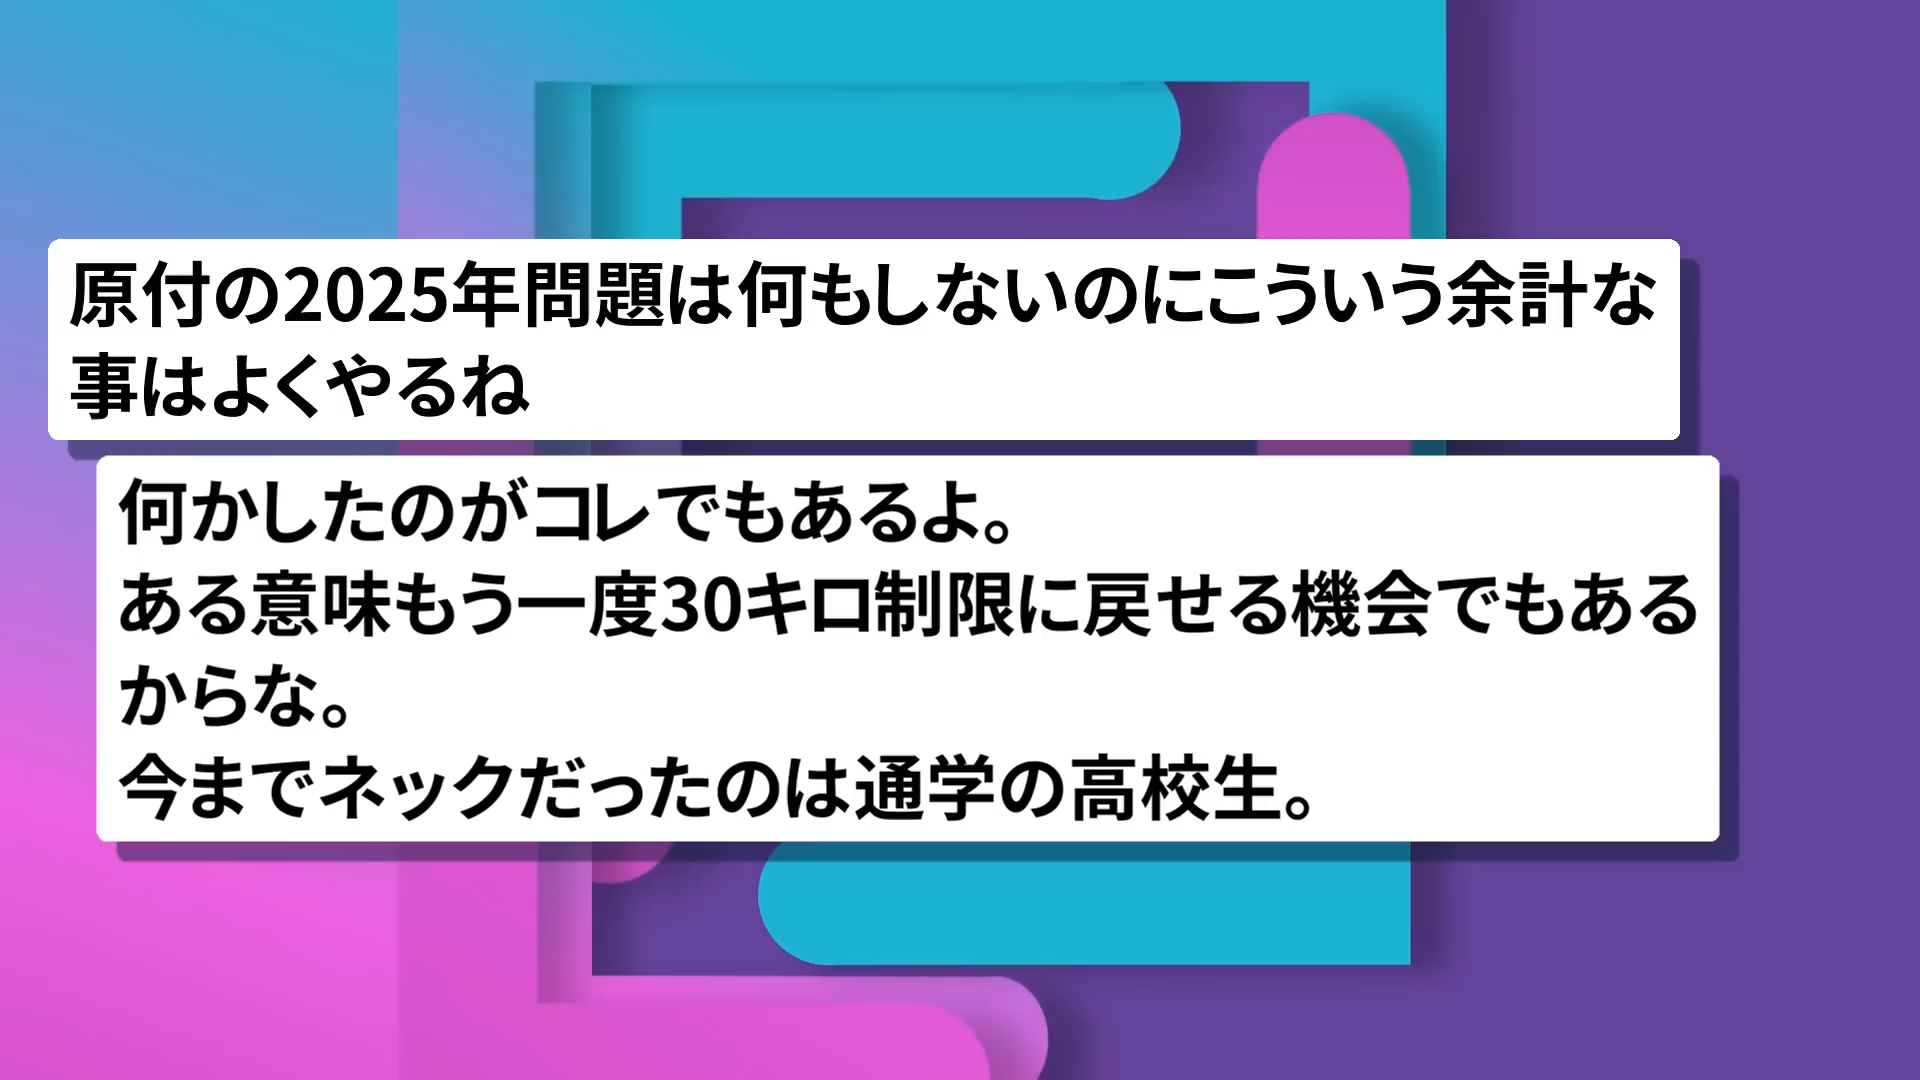 原付の2025年問題は何もしないのにこういう余計な
事はよくやるね
何かしたのがコレでもあるよ。
ある意味もう一度30キロ制限に戻せる機会でもある
からな。
今までネックだったのは通学の高校生。